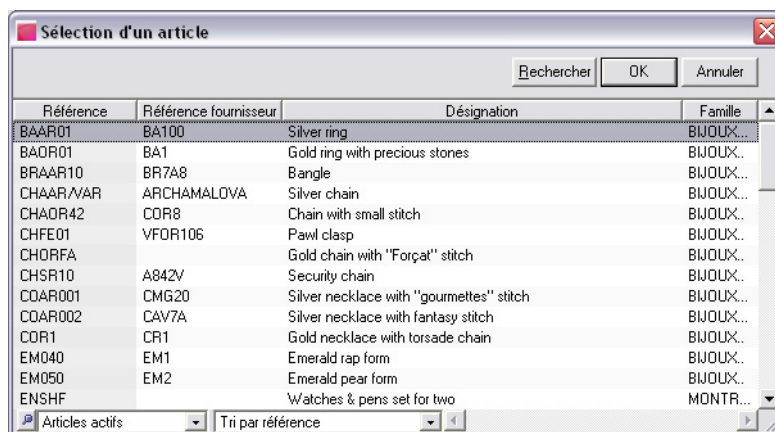 Sélection d'un article
Rechercher OK Annuler
Référence Référence fournisseur Désignation Famille
BAAR01 BA100 Silver ring BIJOUX...
BAOR01 BA1 Gold ring with precious stones BIJOUX..
BRAAR10 BR7A8 Bangle BIJOUX..
CHAAR/VAR ARCHAMALOVA Silver chain BIJOUX...
CHAOR42 COR8 Chain with small stitch BIJOUX..
CHFE01 VFOR106 Pawl clasp BIJOUX..
CHORFA Gold chain with "Forçat" stitch BIJOUX..
CHSR10 A842V Security chain BIJOUX..
COAR001 CMG20 Silver necklace with "gourmettes" stitch BIJOUX...
COAR002 CAV7A Silver necklace with fantasy stitch BIJOUX...
COR1 CR1 Gold necklace with torsade chain BIJOUX..
EM040 EM1 Emerald rap form BIJOUX..
EM050 EM2 Emerald pear form BIJOUX..
ENSHF Watches & pens set for two MONTR...
Articles actifs Tri par référence